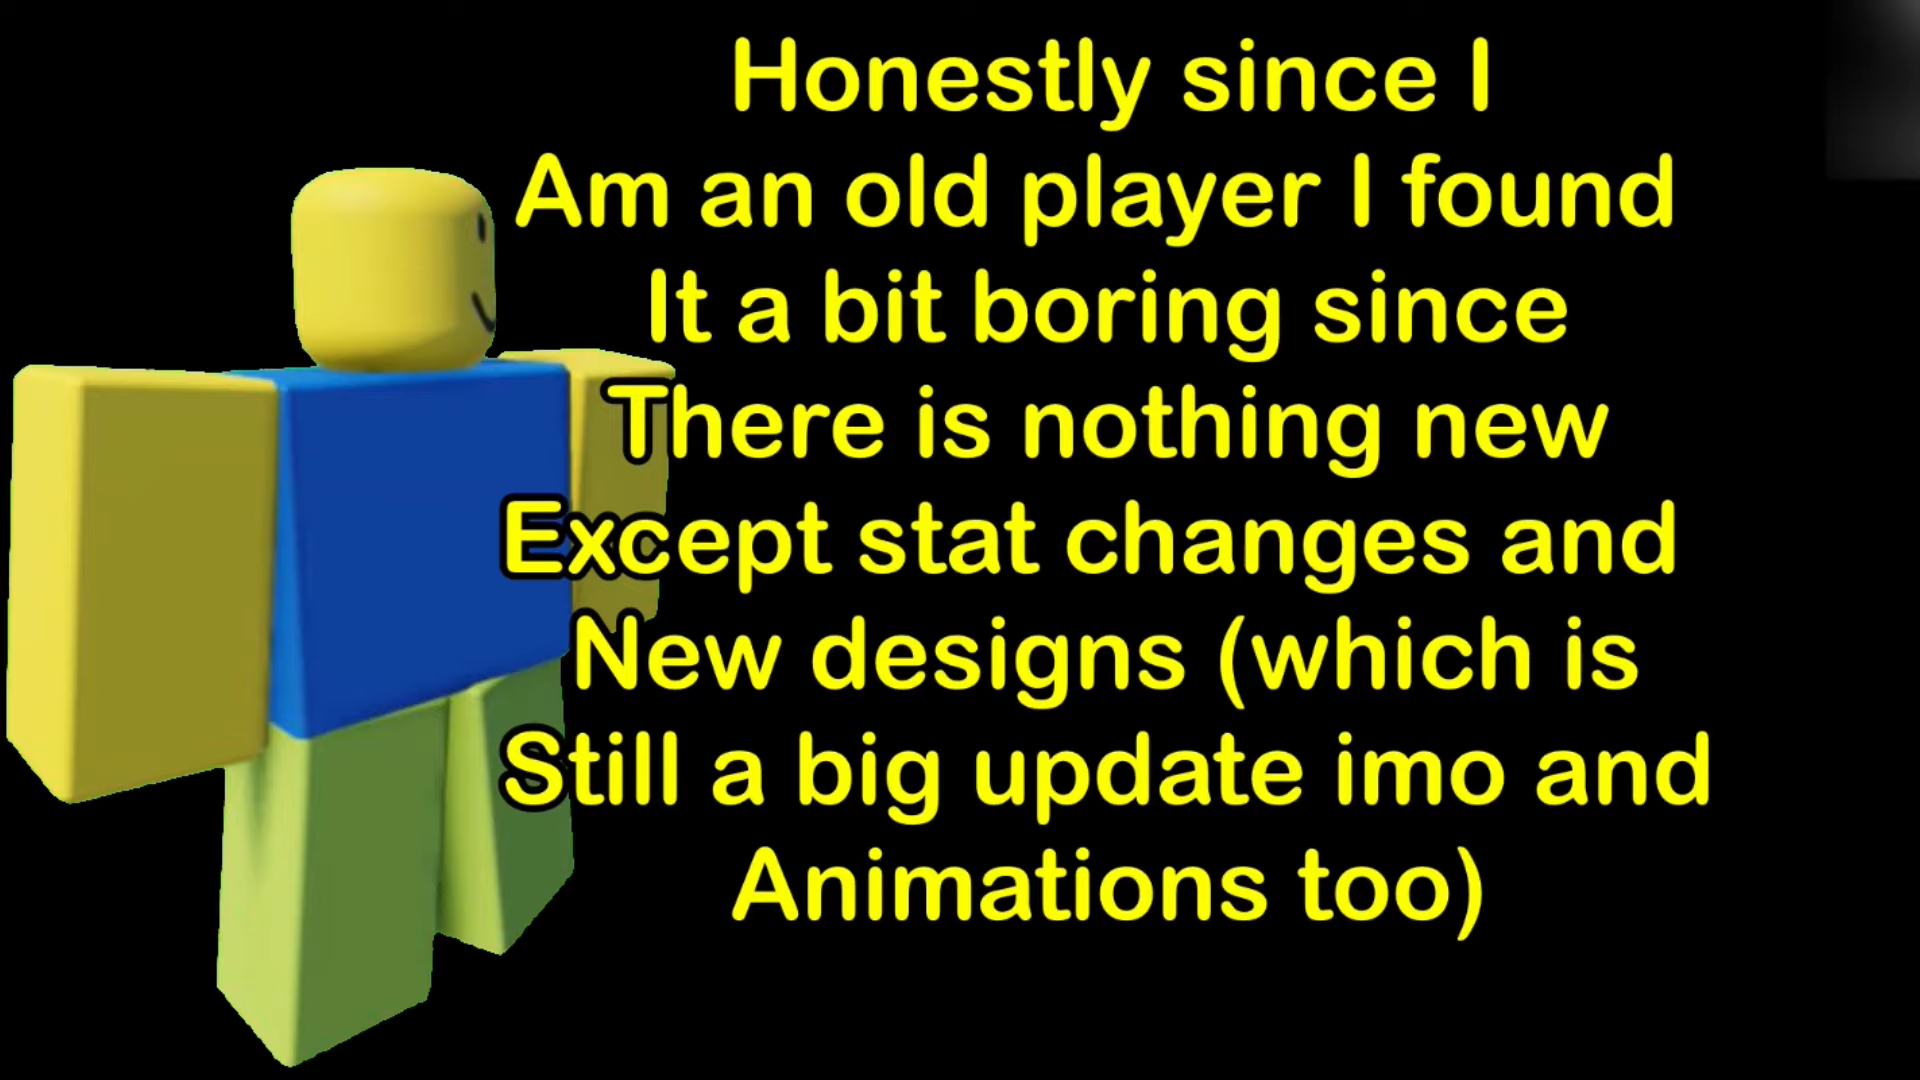 Honestly since I
Am an old player I found
It a bit boring since
There is nothing new
Except stat changes and
New designs (which is
Still a big update imo and
Animations too)